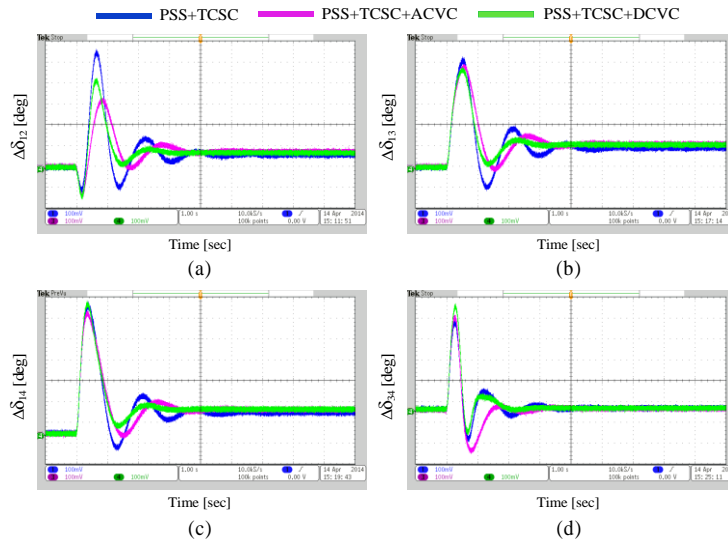 PSS+TCSC PSS+TCSC+ACVC PSS+TCSC+DCVC
Tek Stop
Δδ12 [deg]
1 100mV
3 100mV 4 100mV
1.00 s
10.0kS/s
100k points
1
0.00 V
14 Apr 2014
15:11:51
Time [sec]
(a)
Tek Stop
Δδ13 [deg]
100mV
100mV 4 100mV
1.00 s
10.0kS/s
100k points
0.00 V
14 Apr
15:17:14
Time [sec]
(b)
Tek PreVu
Δδ14 [deg]
100mV
100mV 100mV
1.00 s
10.0kS/s
100k points
0.00 V
14 Apr 2014
15:19:43
Time [sec]
(c)
Tek Stop
Δδ34 [deg]
100mV
100mV 100mV
1.00 s
10.0kS/s
100k points
0.00 V
14 Apr
15:25:11
Time [sec]
(d)